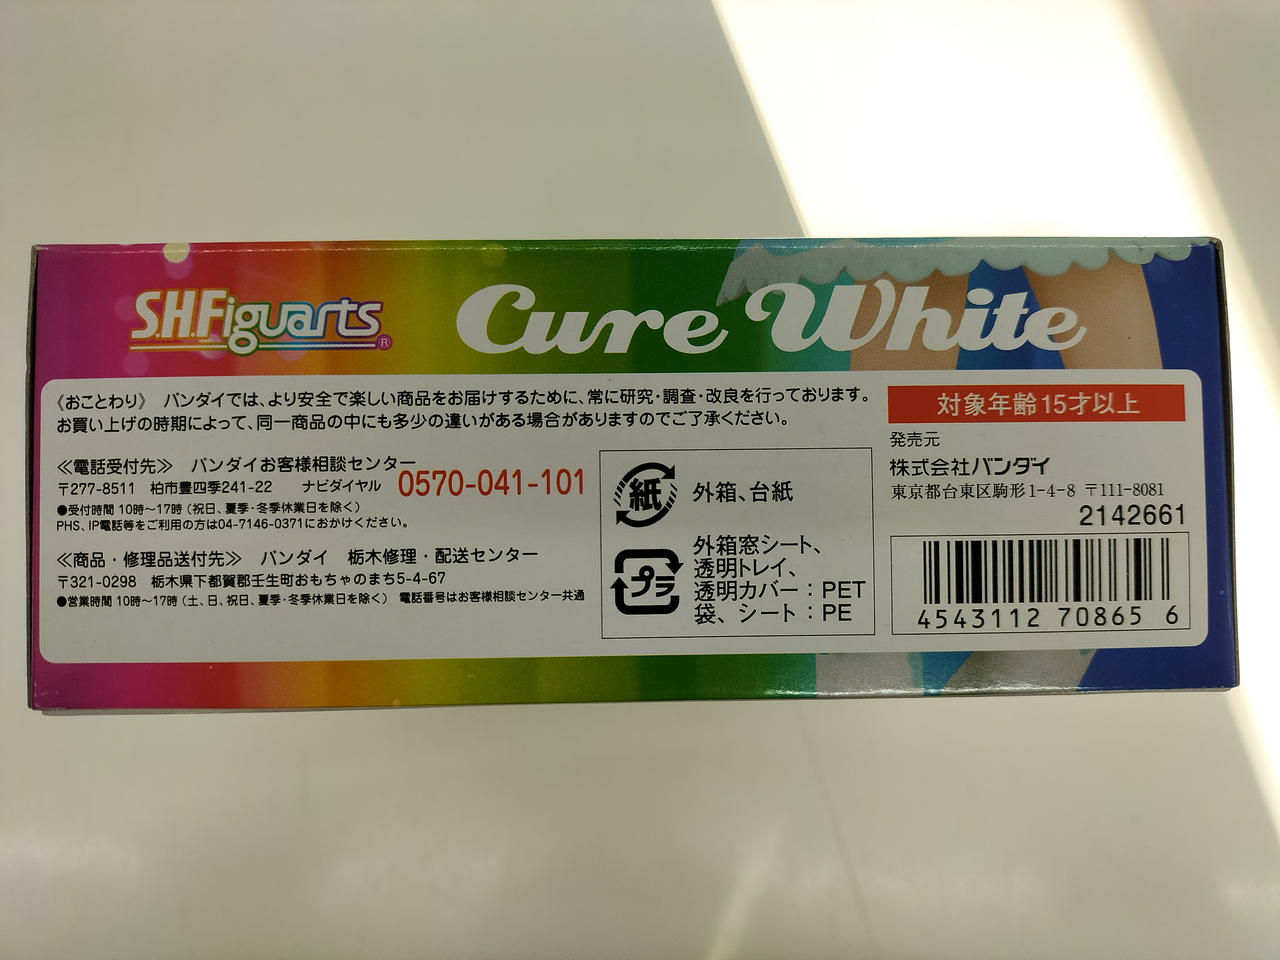 S.H.Figuarts®
Cure White
《おことわり》 バンダイでは、より安全で楽しい商品をお届けするために、常に研究・調査・改良を行っております。
お買い上げの時期によって、同一商品の中にも多少の違いがある場合がありますのでご了承ください。
≪電話受付先≫ バンダイお客様相談センター
〒277-8511 柏市豊四季241-22 ナビダイヤル 0570-041-101
●受付時間 10時〜17時(祝日、夏季・冬季休業日を除く)
PHS、IP電話等をご利用の方は04-7146-0371におかけください。
≪商品・修理品送付先≫ バンダイ 栃木修理・配送センター
〒321-0298 栃木県下都賀郡壬生町おもちゃのまち5-4-67
●営業時間 10時〜17時(土、日、祝日、夏季・冬季休業日を除く) 電話番号はお客様相談センター共通
紙 外箱、台紙
プラ
外箱窓シート、
透明トレイ、
透明カバー：PET
袋、シート：PE
対象年齢15才以上
発売元
株式会社バンダイ
東京都台東区駒形1-4-8 〒111-8081
2142661
4543112 70865 6